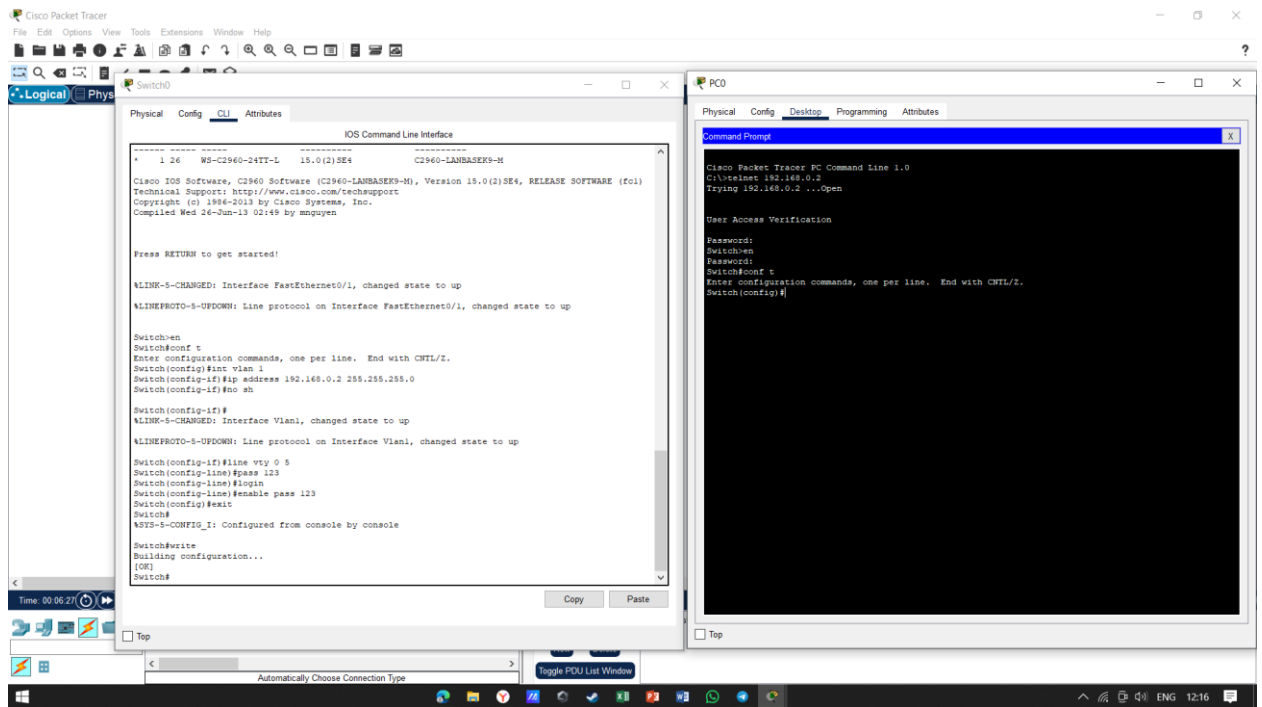 Cisco Packet Tracer
File Edit Options View Tools Extensions Window Help
?
Logical Phys
Switch0
Physical Config CLI Attributes
IOS Command Line Interface
------ ----- ----- ---------- ----------
* 1 26 WS-C2960-24TT-L 15.0(2)SE4 C2960-LANBASEK9-M
Cisco IOS Software, C2960 Software (C2960-LANBASEK9-M), Version 15.0(2)SE4, RELEASE SOFTWARE (fc1)
Technical Support: http://www.cisco.com/techsupport
Copyright (c) 1986-2013 by Cisco Systems, Inc.
Compiled Wed 26-Jun-13 02:49 by mnguyen
Press RETURN to get started!
%LINK-5-CHANGED: Interface FastEthernet0/1, changed state to up
%LINEPROTO-5-UPDOWN: Line protocol on Interface FastEthernet0/1, changed state to up
Switch>en
Switch#conf t
Enter configuration commands, one per line. End with CNTL/Z.
Switch(config)#int vlan 1
Switch(config-if)#ip address 192.168.0.2 255.255.255.0
Switch(config-if)#no sh
Switch(config-if)#
%LINK-5-CHANGED: Interface Vlan1, changed state to up
%LINEPROTO-5-UPDOWN: Line protocol on Interface Vlan1, changed state to up
Switch(config-if)#line vty 0 5
Switch(config-line)#pass 123
Switch(config-line)#login
Switch(config-line)#enable pass 123
Switch(config)#exit
Switch#
%SYS-5-CONFIG_I: Configured from console by console
Switch#write
Building configuration...
[OK]
Switch#
Copy Paste
Top
PC0
Physical Config Desktop Programming Attributes
Command Prompt X
Cisco Packet Tracer PC Command Line 1.0
C:\>telnet 192.168.0.2
Trying 192.168.0.2 ...Open
User Access Verification
Password:
Switch>en
Password:
Switch#conf t
Enter configuration commands, one per line. End with CNTL/Z.
Switch(config)#
Top
Time: 00:06:27
Automatically Choose Connection Type
Toggle PDU List Window
ENG 12:16